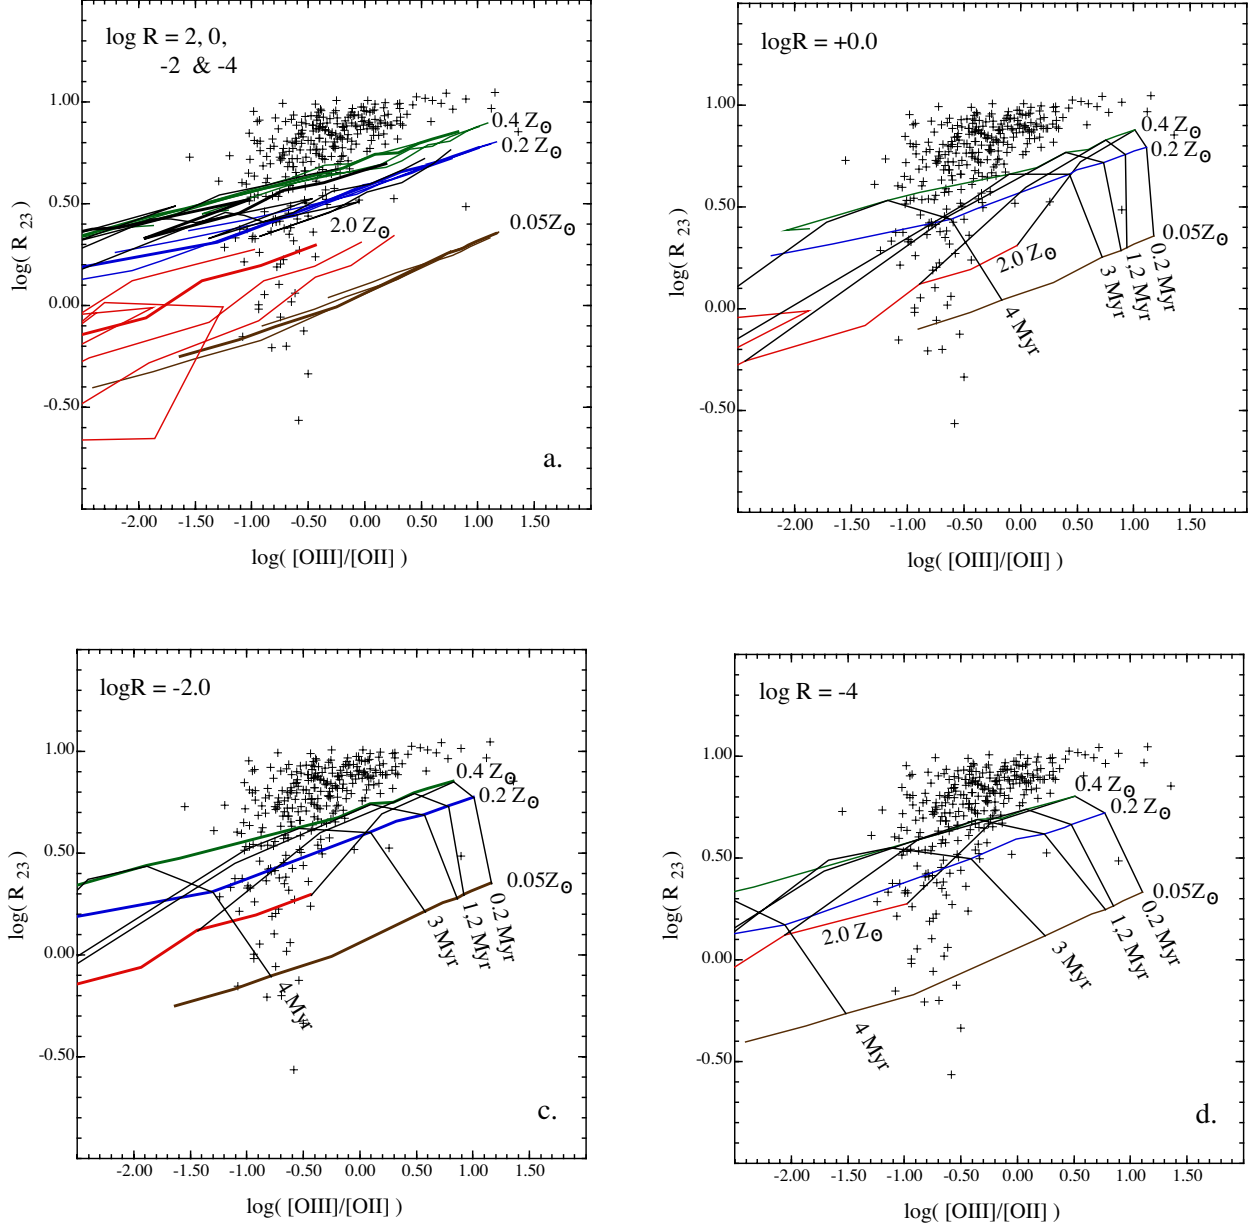 log R = 2, 0,
-2 & -4
1.00
0.50
0.00
-0.50
log( R 23)
0.4 Z⊙
0.2 Z⊙
2.0 Z⊙
0.05Z⊙
a.
-2.00 -1.50 -1.00 -0.50 0.00 0.50 1.00 1.50
log( [OIII]/[OII] )
logR = +0.0
1.00
0.50
0.00
-0.50
log( R 23)
0.4 Z⊙
0.2 Z⊙
0.05Z⊙
2.0 Z⊙
0.2 Myr
1,2 Myr
3 Myr
4 Myr
-2.00 -1.50 -1.00 -0.50 0.00 0.50 1.00 1.50
log( [OIII]/[OII] )
logR = -2.0
1.00
0.50
0.00
-0.50
log( R 23)
0.4 Z⊙
0.2 Z⊙
0.05Z⊙
0.2 Myr
1,2 Myr
3 Myr
4 Myr
c.
-2.00 -1.50 -1.00 -0.50 0.00 0.50 1.00 1.50
log( [OIII]/[OII] )
log R = -4
1.00
0.50
0.00
-0.50
log( R 23)
0.4 Z⊙
0.2 Z⊙
0.05Z⊙
2.0 Z⊙
0.2 Myr
1,2 Myr
3 Myr
4 Myr
d.
-2.00 -1.50 -1.00 -0.50 0.00 0.50 1.00 1.50
log( [OIII]/[OII] )